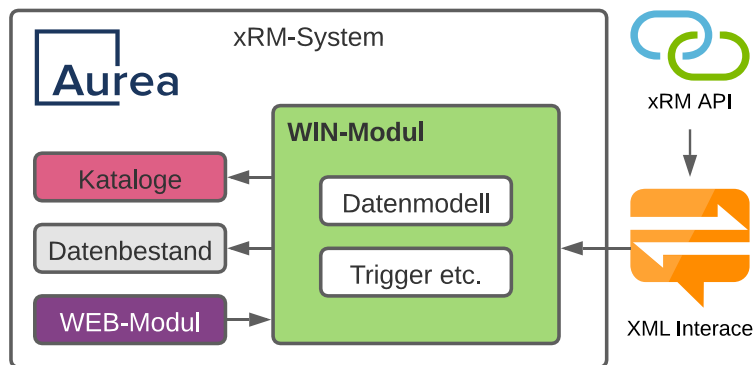 xRM-System
Aurea
xRM API
WIN-Modul
Kataloge
Datenmodell
Datenbestand
Trigger etc.
WEB-Modul
XML Interace